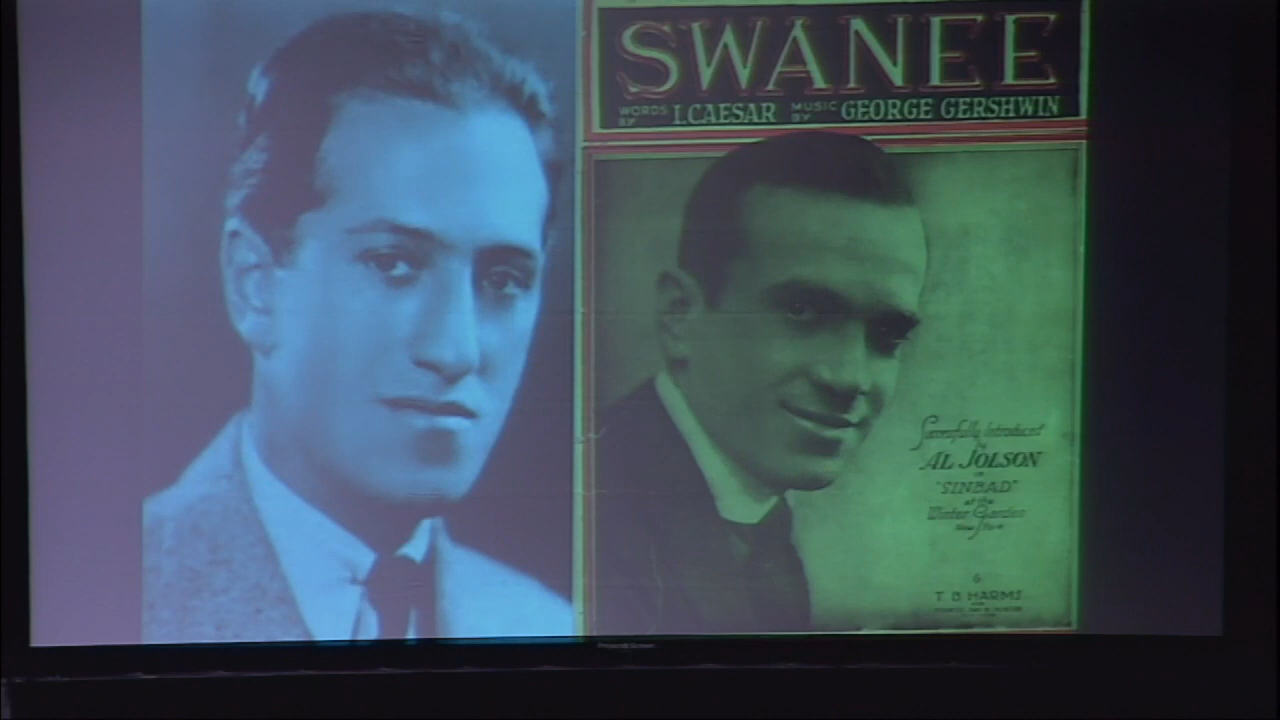 SWANEE
WORDS BY I. CAESAR MUSIC BY GEORGE GERSHWIN
Successfully Introduced
by
AL JOLSON
in
"SINBAD"
at the
Winter Garden
New York
T. B. HARMS